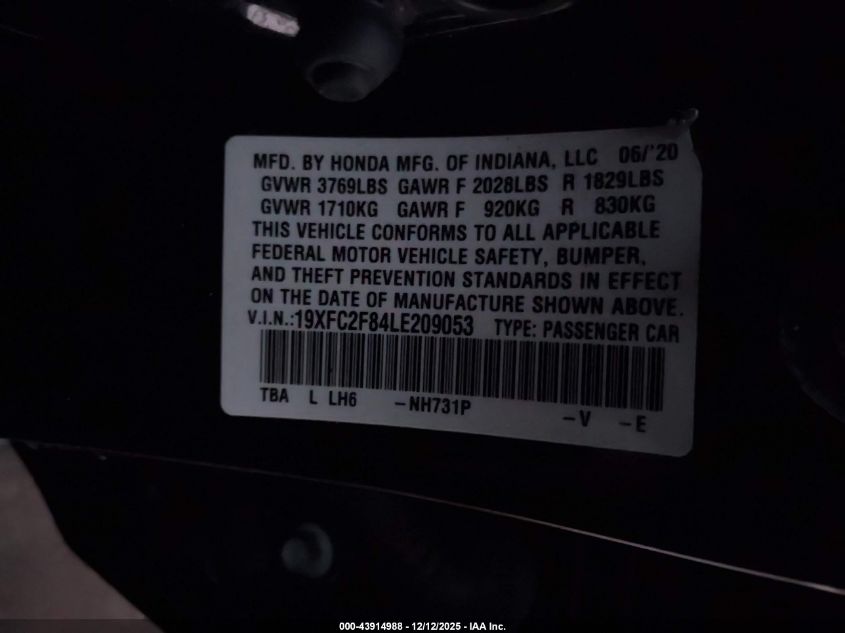 MFD. BY HONDA MFG. OF INDIANA, LLC 06/'20
GVWR 3769LBS GAWR F 2028LBS R 1829LBS
GVWR 1710KG GAWR F 920KG R 830KG
THIS VEHICLE CONFORMS TO ALL APPLICABLE
FEDERAL MOTOR VEHICLE SAFETY, BUMPER,
AND THEFT PREVENTION STANDARDS IN EFFECT
ON THE DATE OF MANUFACTURE SHOWN ABOVE.
V.I.N.:19XFC2F84LE209053 TYPE: PASSENGER CAR
TBA L LH6 -NH731P -V -E
000-43914988 - 12/12/2025 - IAA Inc.